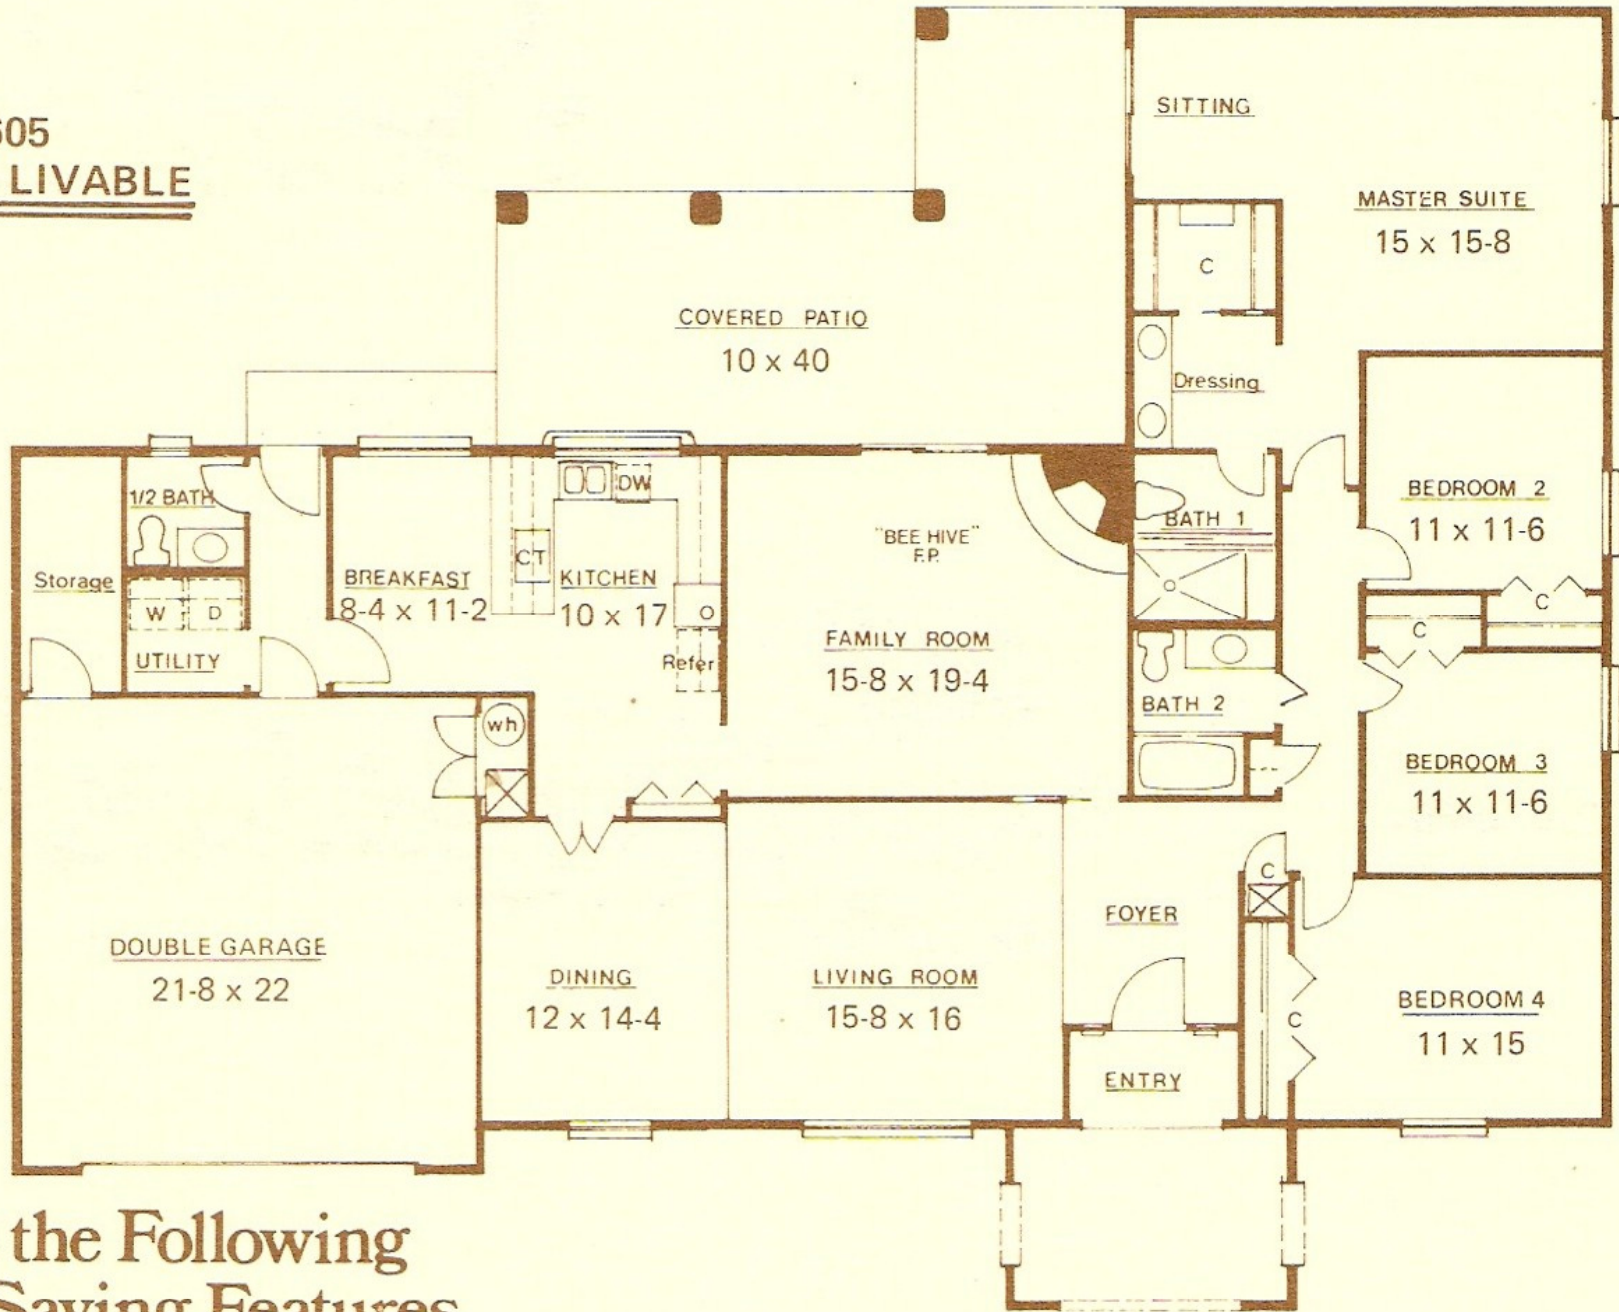 LIVABLE
SITTING
MASTER SUITE
15 x 15-8
C
COVERED PATIO
10 x 40
Dressing
BEDROOM 2
11 x 11-6
C
1/2 BATH
DW
"BEE HIVE"
F.P.
BATH 1
Storage
W
D
UTILITY
BREAKFAST
8-4 x 11-2
CT
KITCHEN
10 x 17
O
Refer
FAMILY ROOM
15-8 x 19-4
BATH 2
C
BEDROOM 3
11 x 11-6
wh
C
FOYER
DOUBLE GARAGE
21-8 x 22
DINING
12 x 14-4
LIVING ROOM
15-8 x 16
BEDROOM 4
11 x 15
C
ENTRY
the Following
Saving Features